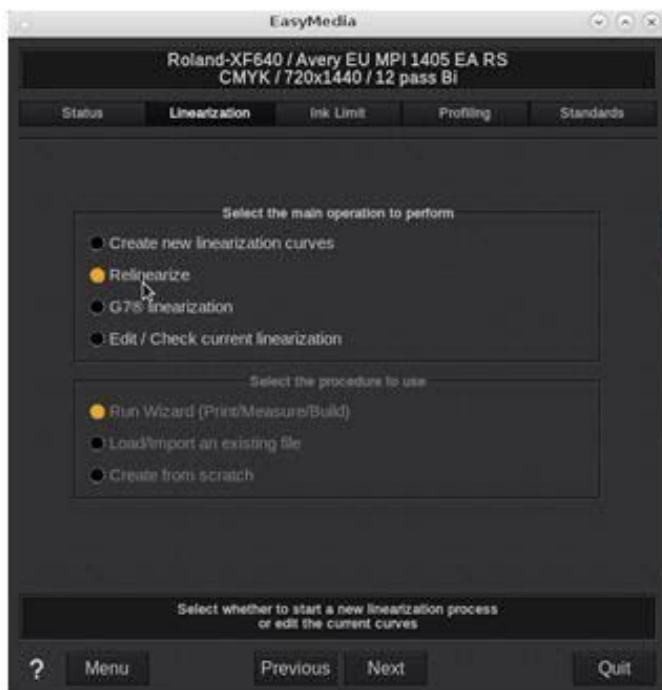 EasyMedia
Roland-XF640 / Avery EU MPI 1405 EA RS
CMYK / 720x1440 / 12 pass Bi
Status Linearization Ink Limit Profiling Standards
Select the main operation to perform
Create new linearization curves
Relinearize
G7® linearization
Edit / Check current linearization
Select the procedure to use
Run Wizard (Print/Measure/Build)
Load/Import an existing file
Create from scratch
Select whether to start a new linearization process
or edit the current curves
? Menu Previous Next Quit